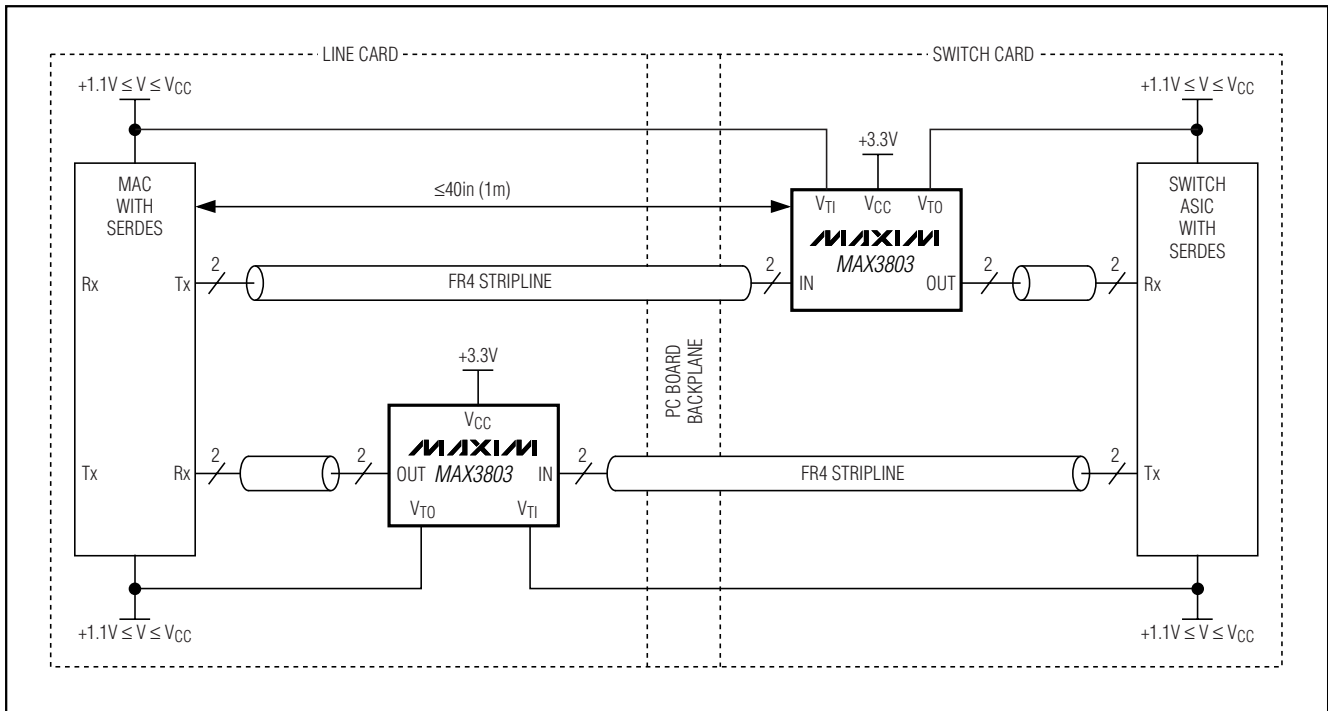 LINE CARD
SWITCH CARD
+1.1V ≤ V ≤ VCC
+1.1V ≤ V ≤ VCC
+3.3V
MAC
WITH
SERDES
≤40in (1m)
VTI VCC VTO
MAXIM
MAX3803
SWITCH
ASIC
WITH
SERDES
Rx
Tx
2
FR4 STRIPLINE
2
IN
OUT
2
2
Rx
+3.3V
PC BOARD
BACKPLANE
VCC
MAXIM
MAX3803
Tx
Rx
2
2
OUT
IN
2
FR4 STRIPLINE
2
Tx
VTO
VTI
+1.1V ≤ V ≤ VCC
+1.1V ≤ V ≤ VCC